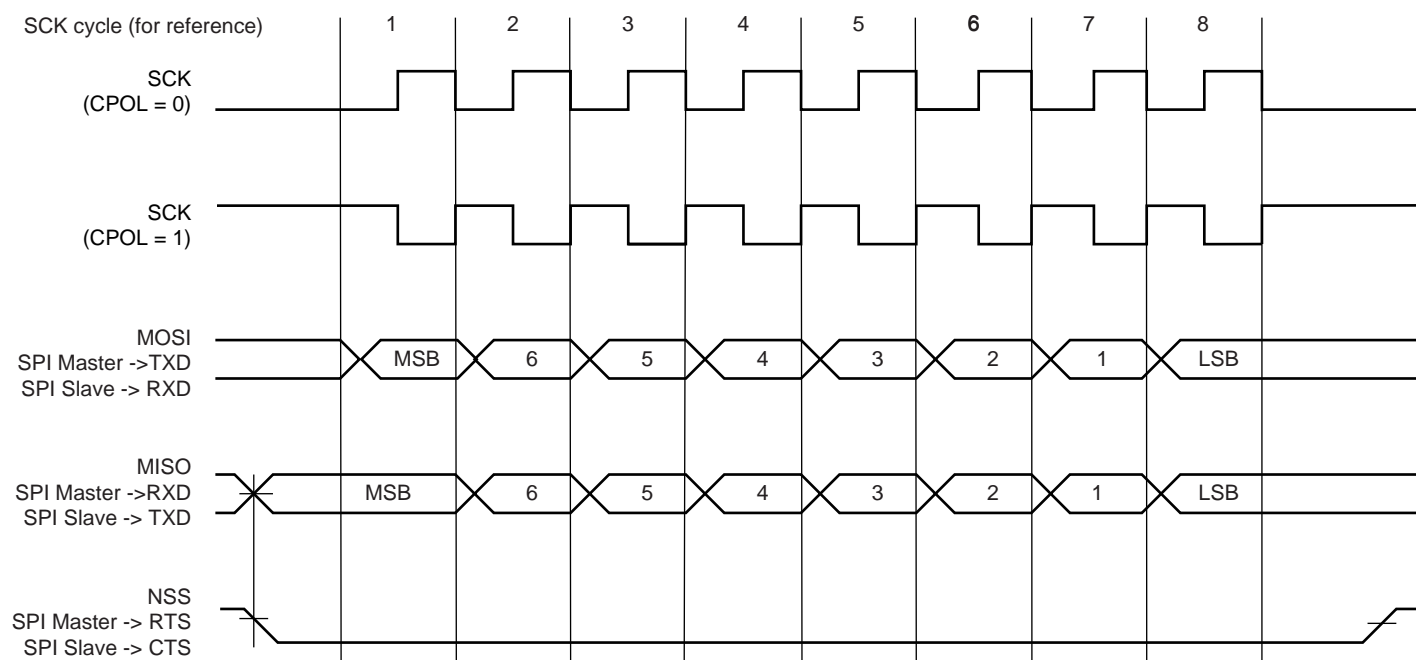 SCK cycle (for reference) 1 2 3 4 5 6 7 8
SCK
(CPOL = 0)
SCK
(CPOL = 1)
MOSI
SPI Master ->TXD
SPI Slave -> RXD
MSB 6 5 4 3 2 1 LSB
MISO
SPI Master ->RXD
SPI Slave -> TXD
MSB 6 5 4 3 2 1 LSB
NSS
SPI Master -> RTS
SPI Slave -> CTS